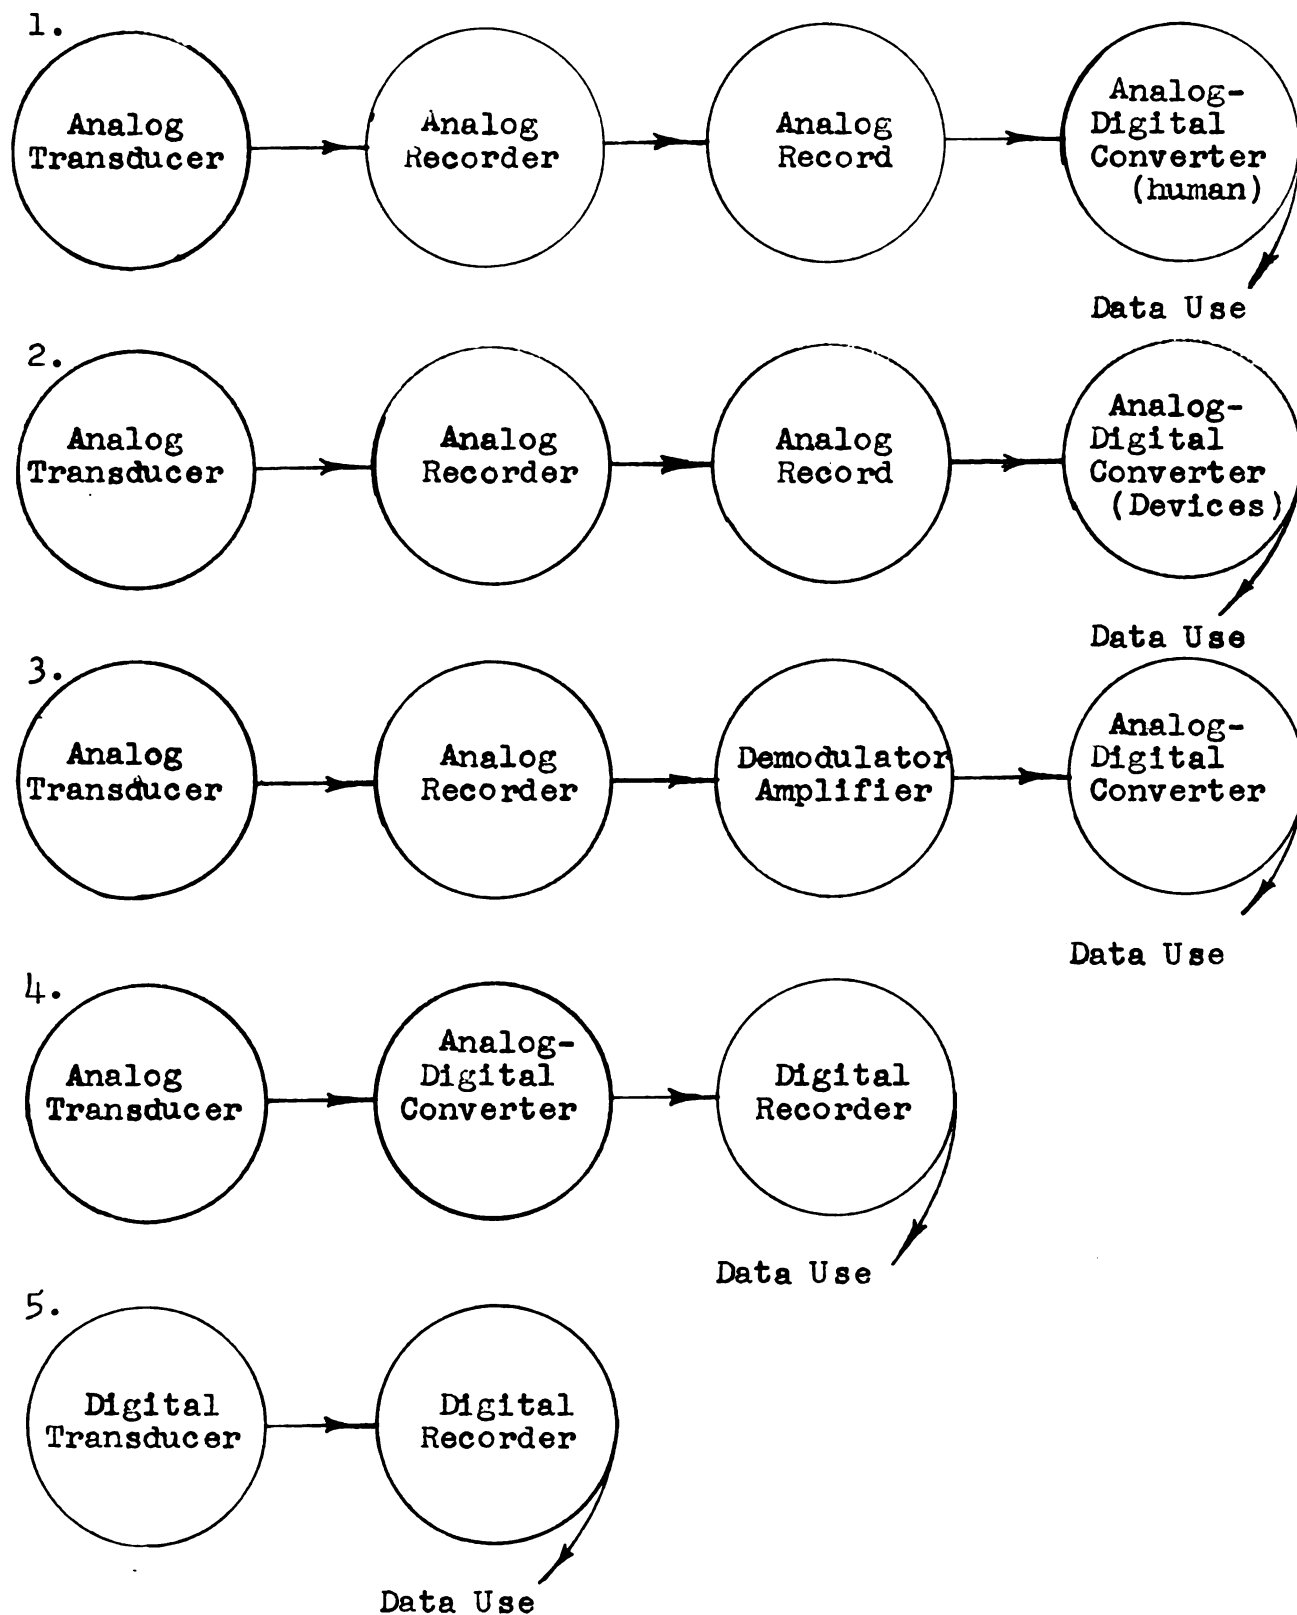 1.
Analog
Transducer
Analog
Recorder
Analog
Record
Analog-
Digital
Converter
(human)
Data Use
2.
Analog
Transducer
Analog
Recorder
Analog
Record
Analog-
Digital
Converter
(Devices)
Data Use
3.
Analog
Transducer
Analog
Recorder
Demodulator
Amplifier
Analog-
Digital
Converter
Data Use
4.
Analog
Transducer
Analog-
Digital
Converter
Digital
Recorder
Data Use
5.
Digital
Transducer
Digital
Recorder
Data Use